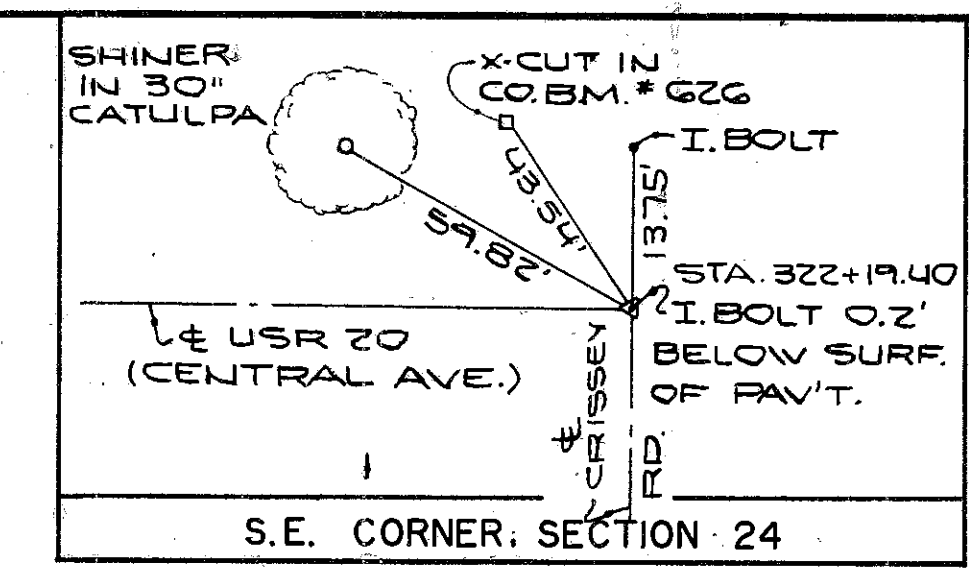 SHINER
IN 30"
CATULPA
X-CUT IN
CO. B.M. # 626
I. BOLT
43.54'
59.82'
13.75'
STA. 322+19.40
I. BOLT 0.2'
BELOW SURF.
OF PAV'T.
℄ USR 20
(CENTRAL AVE.)
℄ CRISSEY
RD.
S.E. CORNER, SECTION 24